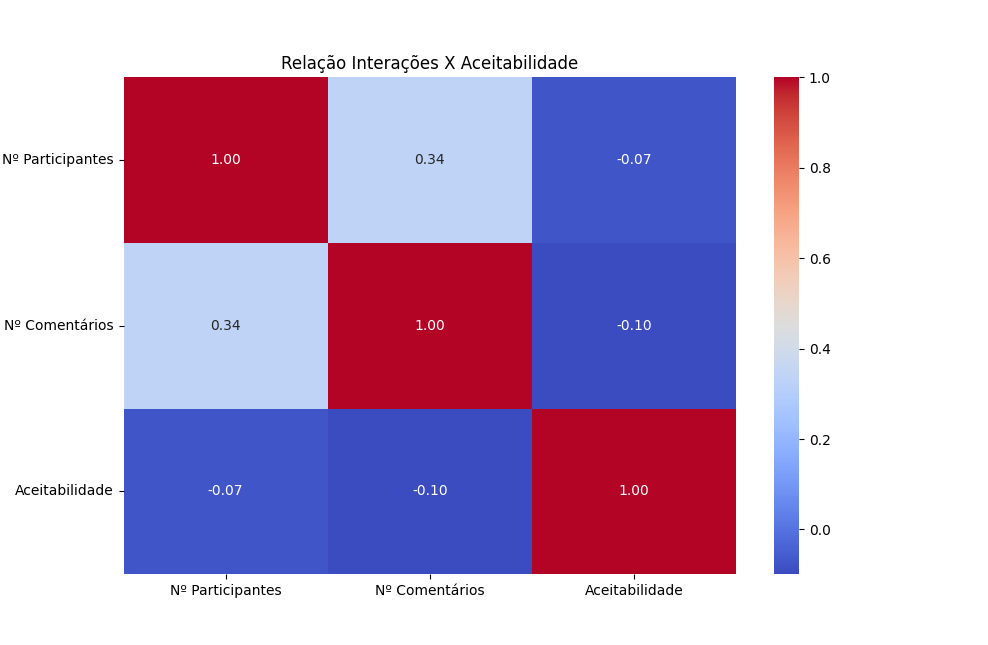 Relação Interações X Aceitabilidade
Nº Participantes 1.00 0.34 -0.07
Nº Comentários 0.34 1.00 -0.10
Aceitabilidade -0.07 -0.10 1.00
Nº Participantes Nº Comentários Aceitabilidade
1.0
0.8
0.6
0.4
0.2
0.0